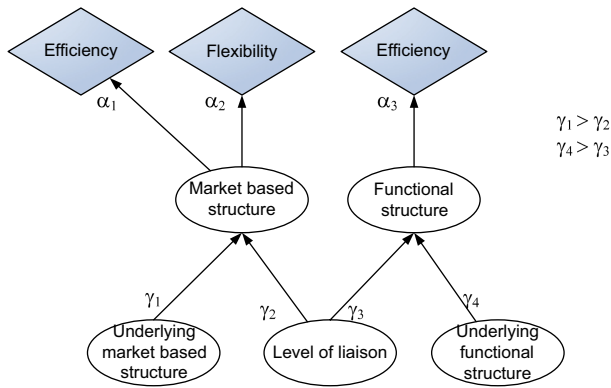 Efficiency
Flexibility
Efficiency
α1
α2
α3
γ1 > γ2
γ4 > γ3
Market based
structure
Functional
structure
γ1
γ2
γ3
γ4
Underlying
market based
structure
Level of liaison
Underlying
functional
structure